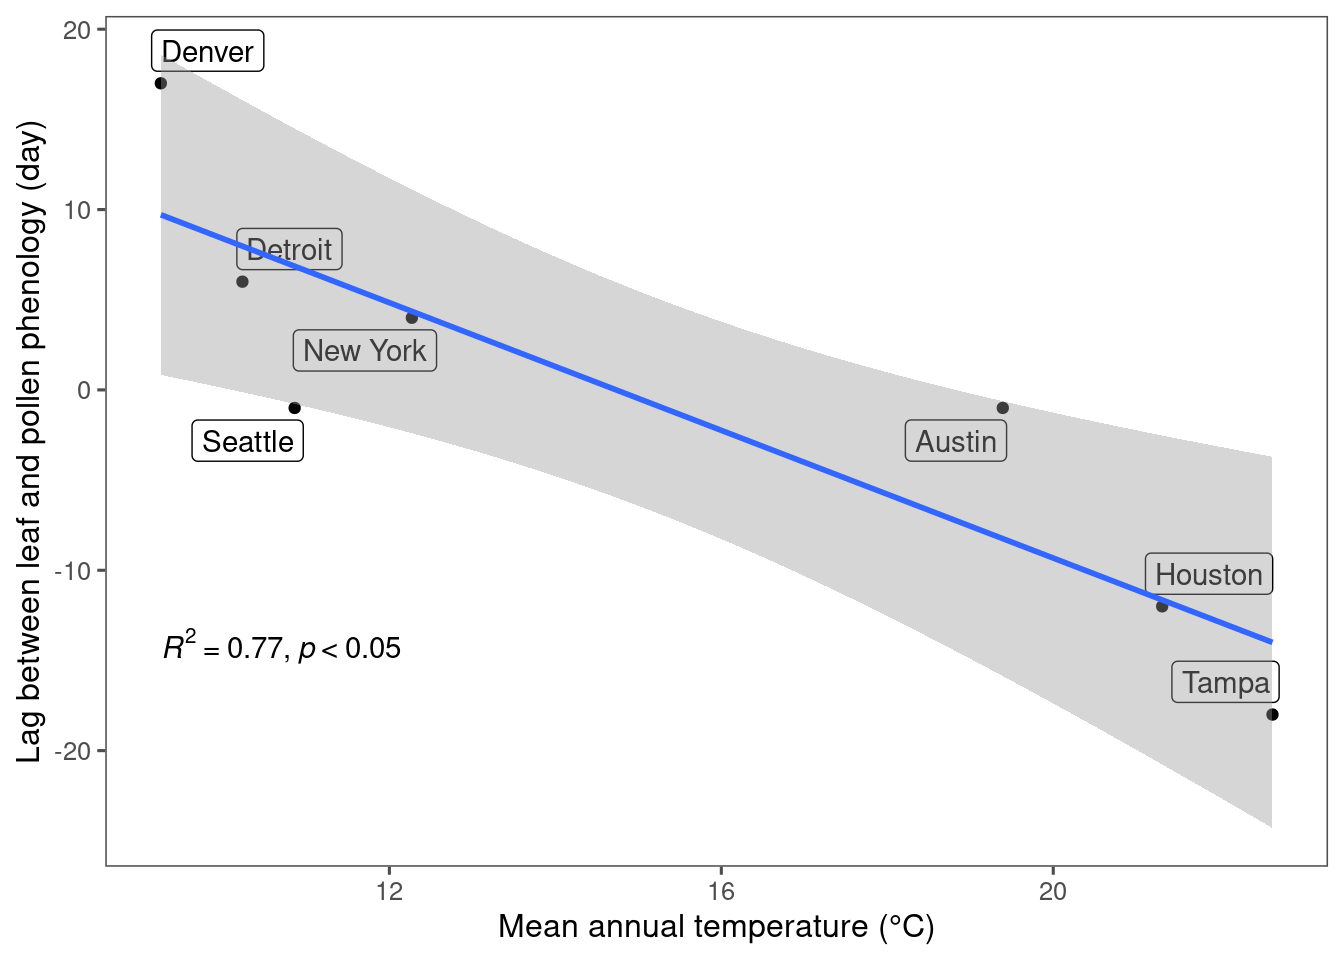 Lag between leaf and pollen phenology (day)
20
10
0
-10
-20
Denver
Detroit
New York
Seattle
Austin
Houston
Tampa
R² = 0.77, p < 0.05
12 16 20
Mean annual temperature (°C)